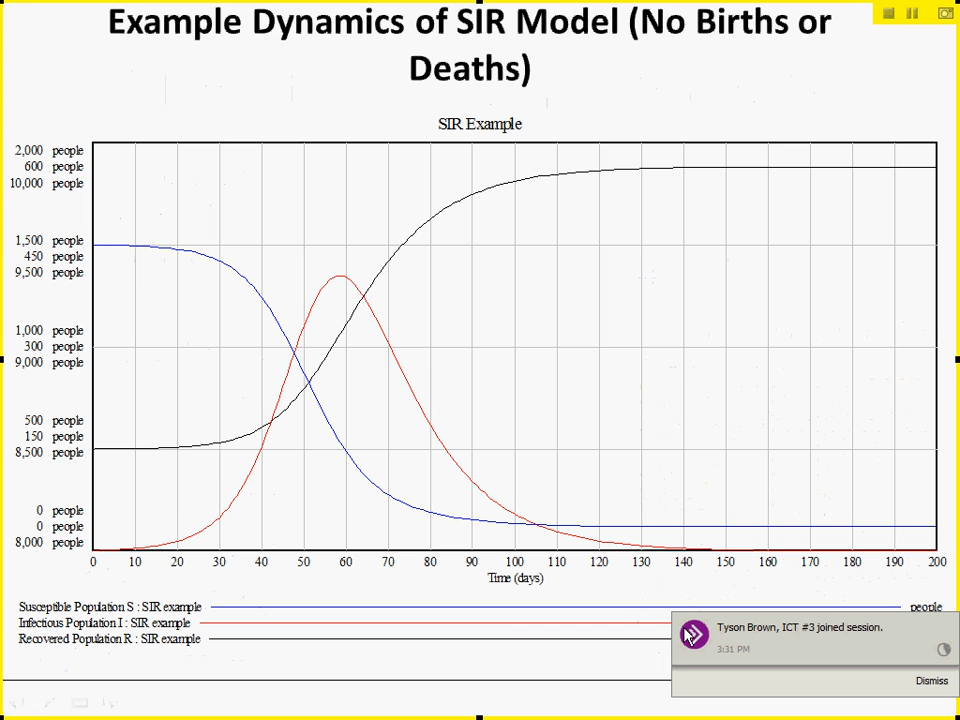 Example Dynamics of SIR Model (No Births or
Deaths)
SIR Example
2,000 people
600 people
10,000 people
1,500 people
450 people
9,500 people
1,000 people
300 people
9,000 people
500 people
150 people
8,500 people
0 people
0 people
8,000 people
0 10 20 30 40 50 60 70 80 90 100 110 120 130 140 150 160 170 180 190 200
Time (days)
Susceptible Population S : SIR example people
Infectious Population I : SIR example
Recovered Population R : SIR example
Tyson Brown, ICT #3 joined session.
3:31 PM
Dismiss